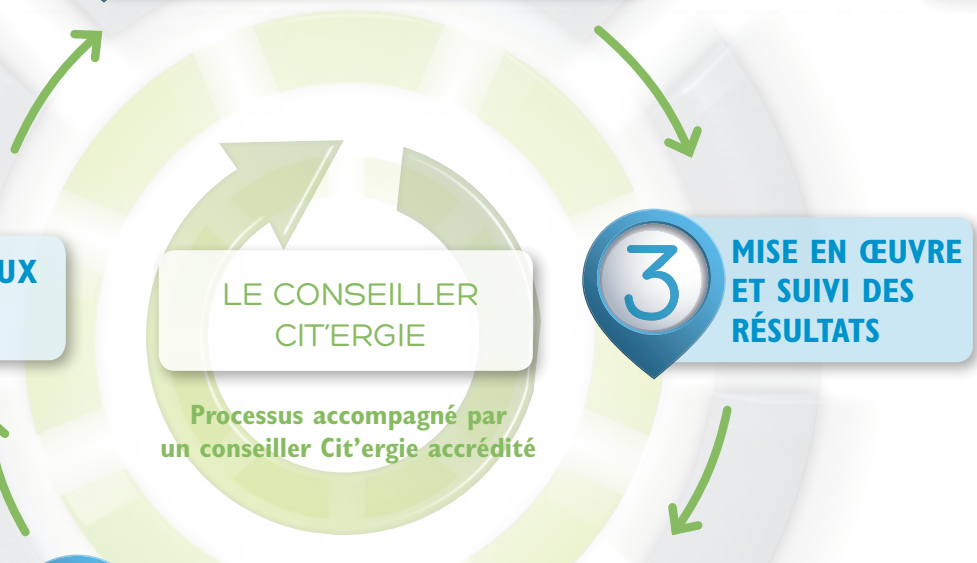 UX
LE CONSEILLER
CIT'ERGIE
Processus accompagné par
un conseiller Cit'ergie accrédité
3
MISE EN ŒUVRE
ET SUIVI DES
RÉSULTATS